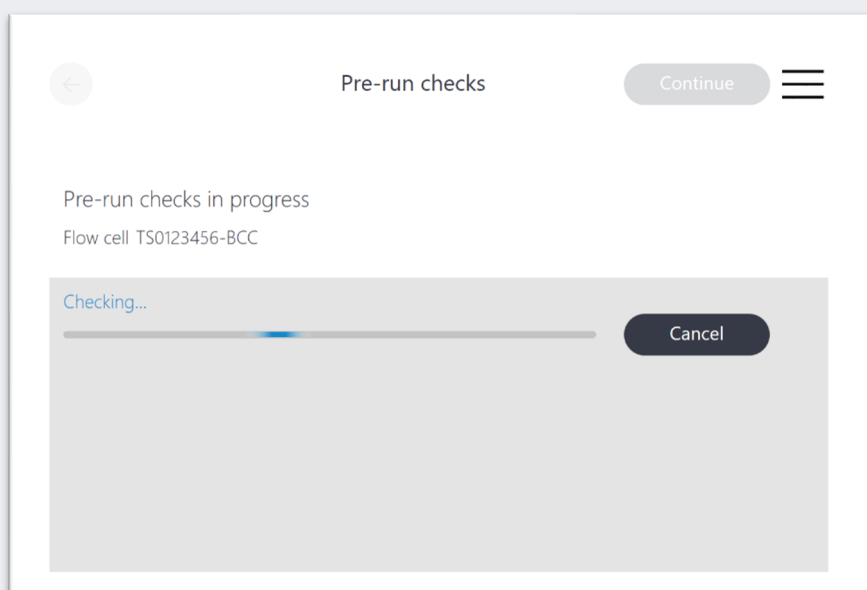 Pre-run checks
Continue
Pre-run checks in progress
Flow cell TS0123456-BCC
Checking...
Cancel